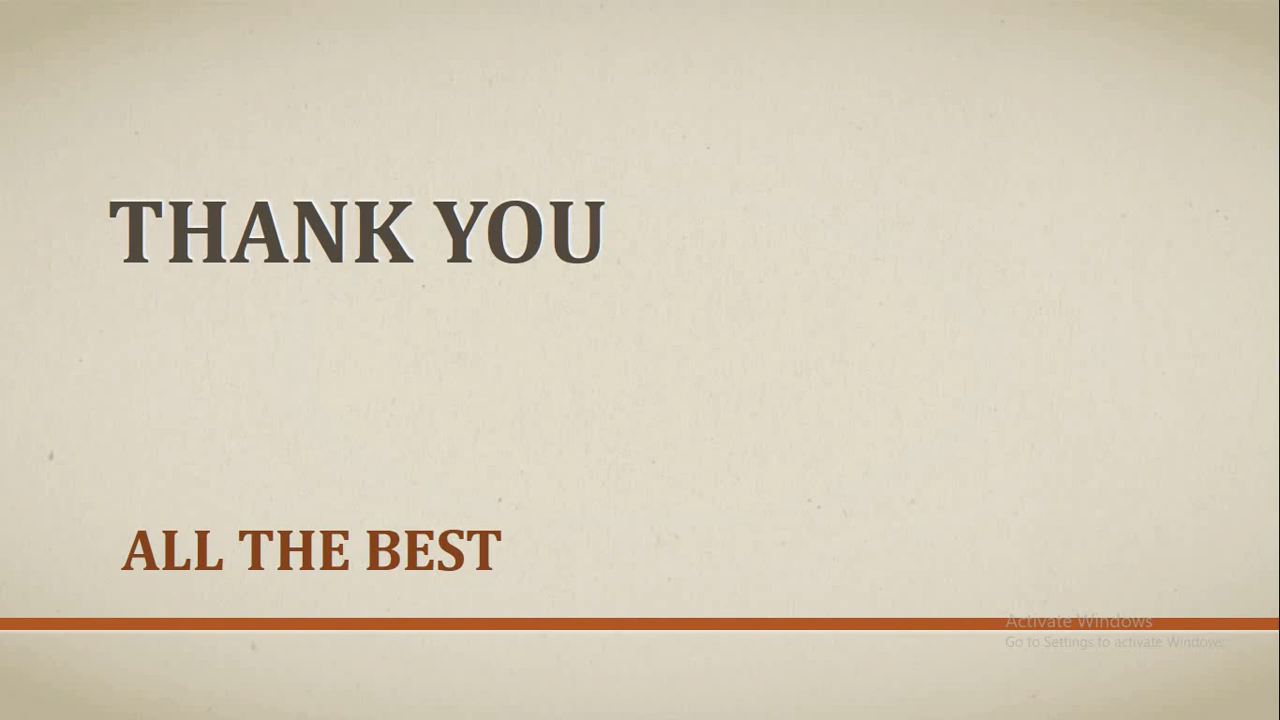 THANK YOU
ALL THE BEST
Activate Windows
Go to Settings to activate Windows.